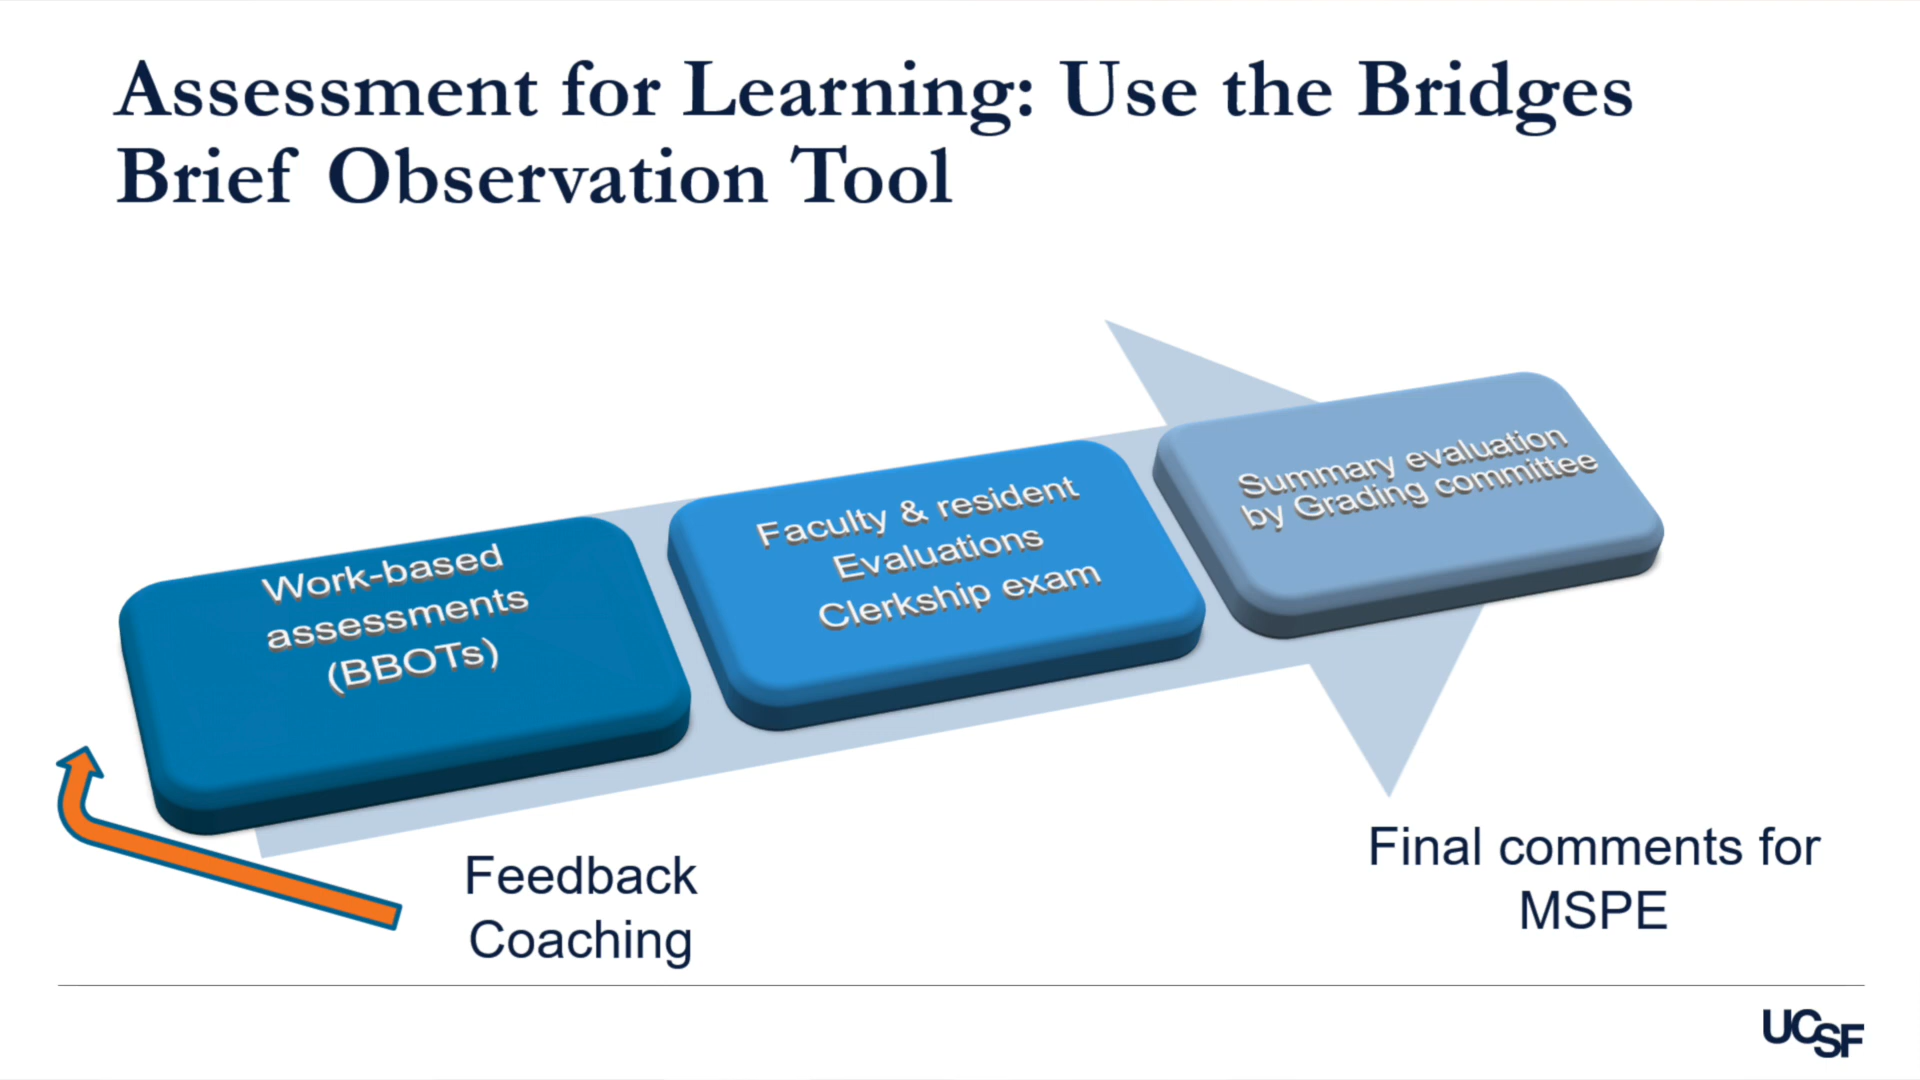 Assessment for Learning: Use the Bridges
Brief Observation Tool
Work-based
assessments
(BBOTs)
Faculty & resident
Evaluations
Clerkship exam
Summary evaluation
by Grading committee
Feedback
Coaching
Final comments for
MSPE
UCSF